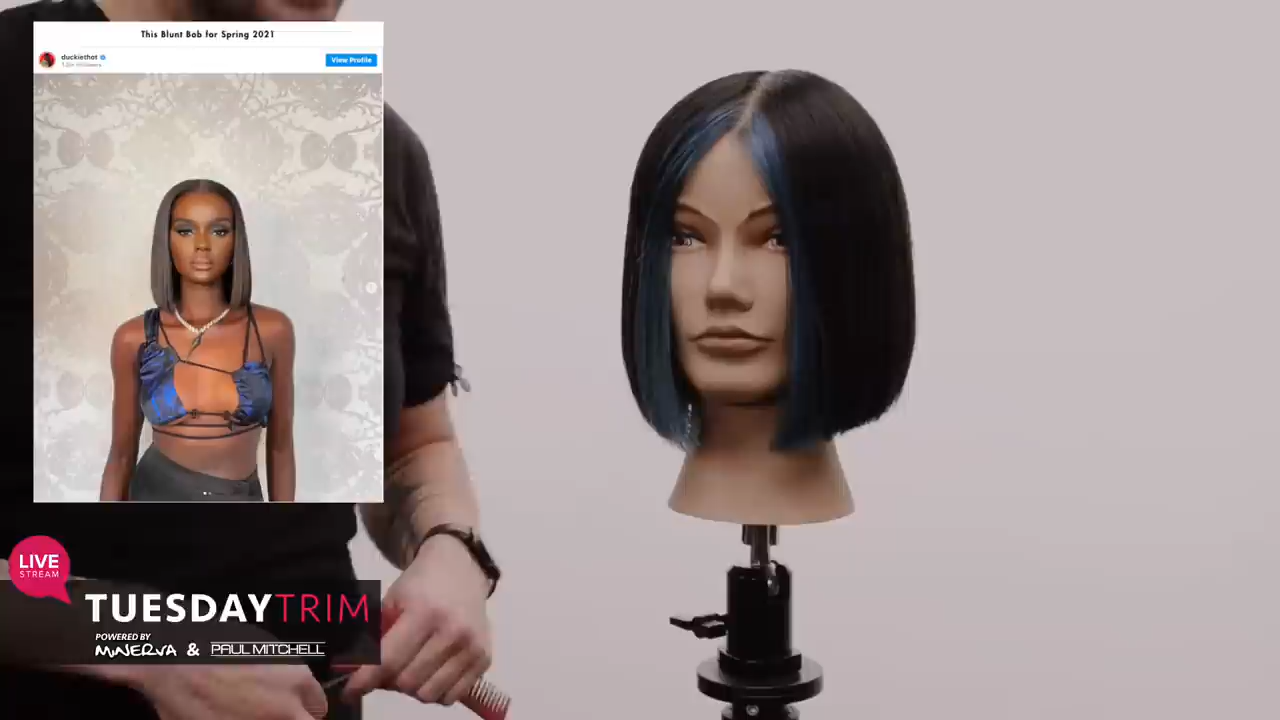 This Blunt Bob for Spring 2021
duckiethot
View Profile
LIVE
STREAM
TUESDAYTRIM
POWERED BY
MINERVA & PAUL MITCHELL